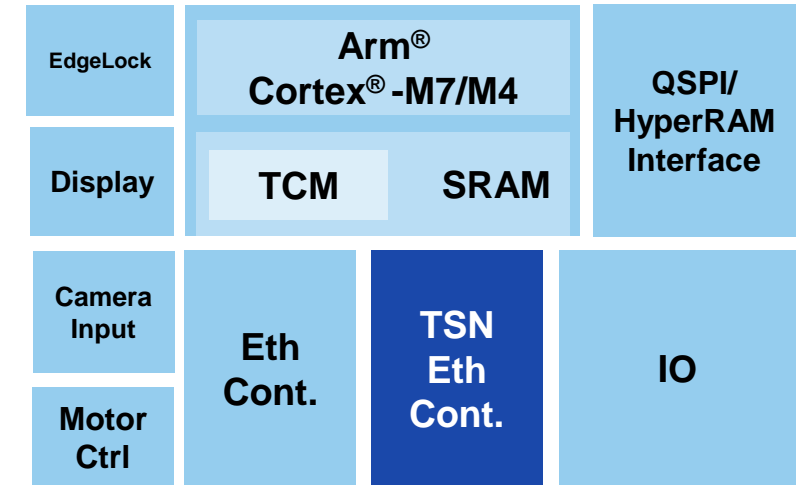 EdgeLock
Arm®
Cortex® -M7/M4
QSPI/
HyperRAM
Interface
Display
TCM
SRAM
Camera
Input
Eth
Cont.
TSN
Eth
Cont.
IO
Motor
Ctrl